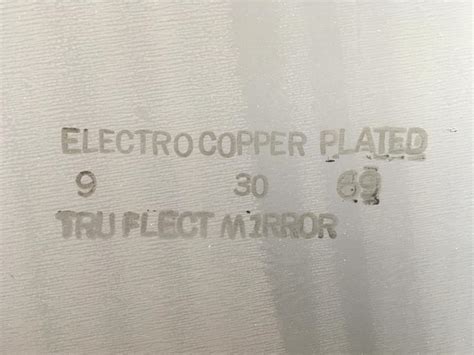 ELECTRO COPPER PLATED
9 30 69
TRU FLECT MIRROR